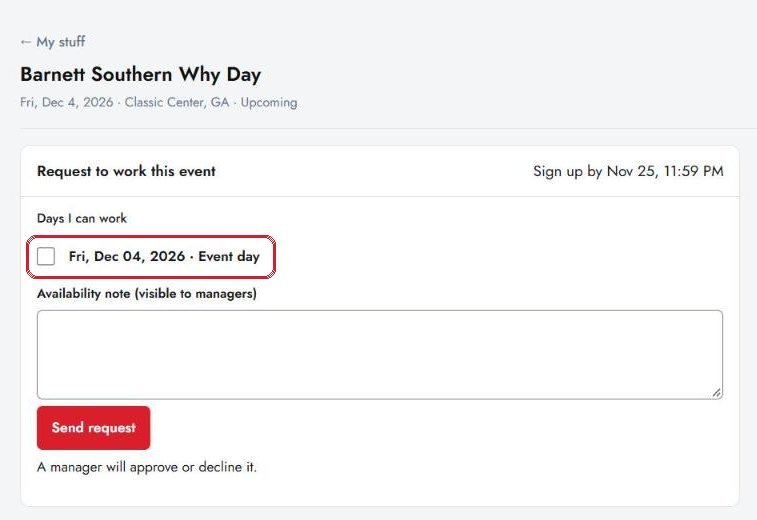 ← My stuff
Barnett Southern Why Day
Fri, Dec 4, 2026 · Classic Center, GA · Upcoming
Request to work this event
Sign up by Nov 25, 11:59 PM
Days I can work
Fri, Dec 04, 2026 · Event day
Availability note (visible to managers)
Send request
A manager will approve or decline it.